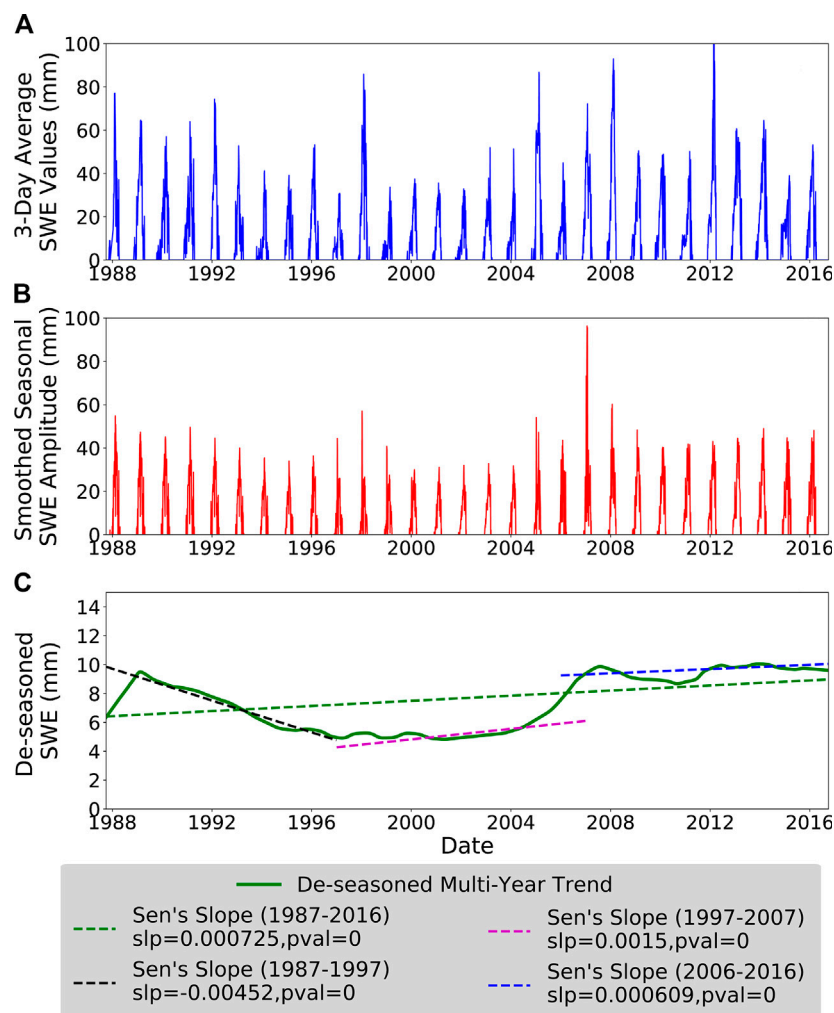 A
3-Day Average
SWE Values (mm)
100
80
60
40
20
0
1988 1992 1996 2000 2004 2008 2012 2016
B
Smoothed Seasonal
SWE Amplitude (mm)
100
80
60
40
20
0
1988 1992 1996 2000 2004 2008 2012 2016
C
De-seasoned
SWE (mm)
14
12
10
8
6
4
2
0
1988 1992 1996 2000 2004 2008 2012 2016
Date
De-seasoned Multi-Year Trend
Sen's Slope (1987-2016)
slp=0.000725,pval=0
Sen's Slope (1987-1997)
slp=-0.00452,pval=0
Sen's Slope (1997-2007)
slp=0.0015,pval=0
Sen's Slope (2006-2016)
slp=0.000609,pval=0